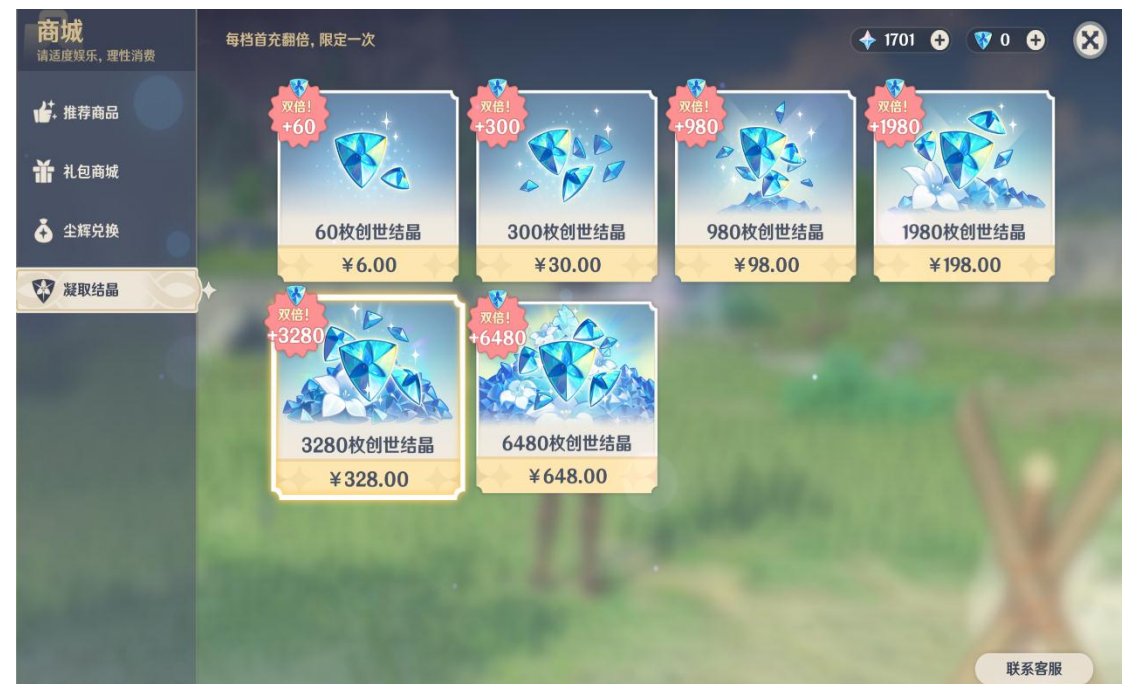 商城
请适度娱乐，理性消费
每档首充翻倍，限定一次
1701
0
推荐商品
礼包商城
尘辉兑换
凝取结晶
双倍！
+60
60枚创世结晶
¥6.00
双倍！
+300
300枚创世结晶
¥30.00
双倍！
+980
980枚创世结晶
¥98.00
双倍！
+1980
1980枚创世结晶
¥198.00
双倍！
+3280
3280枚创世结晶
¥328.00
双倍！
+6480
6480枚创世结晶
¥648.00
联系客服